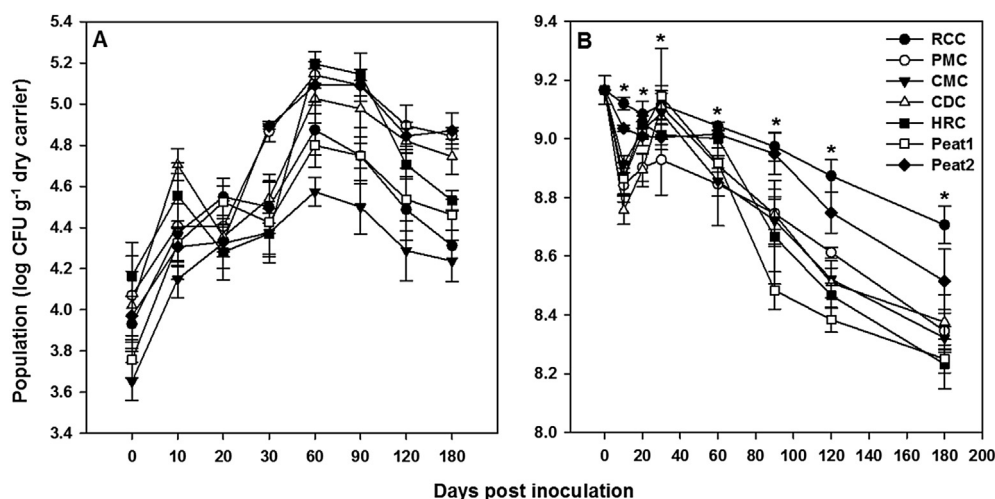 A
B
Population (log CFU g-1 dry carrier)
5.4
5.2
5.0
4.8
4.6
4.4
4.2
4.0
3.8
3.6
3.4
0 10 20 30 60 90 120 180
9.4
9.2
9.0
8.8
8.6
8.4
8.2
8.0
0 20 40 60 80 100 120 140 160 180 200
* * * * * * *
RCC
PMC
CMC
CDC
HRC
Peat1
Peat2
Days post inoculation